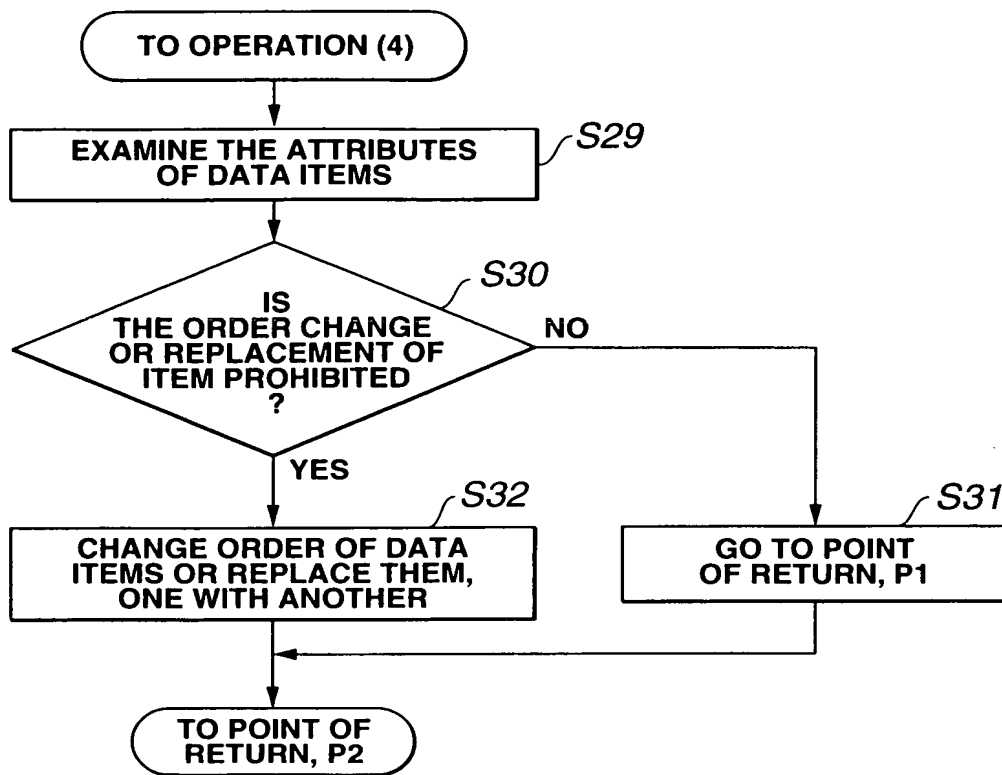 TO OPERATION (4)
EXAMINE THE ATTRIBUTES
OF DATA ITEMS
S29
IS
THE ORDER CHANGE
OR REPLACEMENT OF
ITEM PROHIBITED
?
S30
NO
YES
S32
CHANGE ORDER OF DATA
ITEMS OR REPLACE THEM,
ONE WITH ANOTHER
S31
GO TO POINT
OF RETURN, P1
TO POINT OF
RETURN, P2